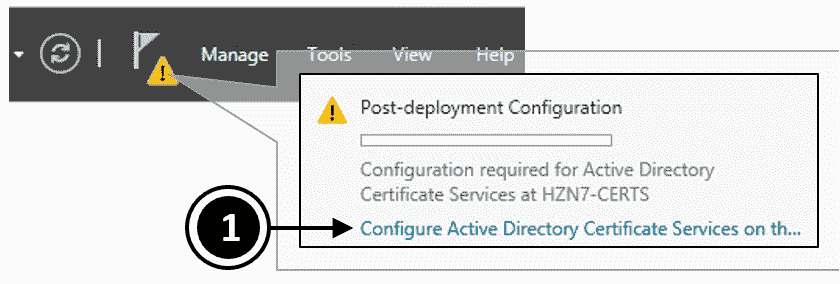 Manage Tools View Help
Post-deployment Configuration
Configuration required for Active Directory
Certificate Services at HZN7-CERTS
1
Configure Active Directory Certificate Services on th...